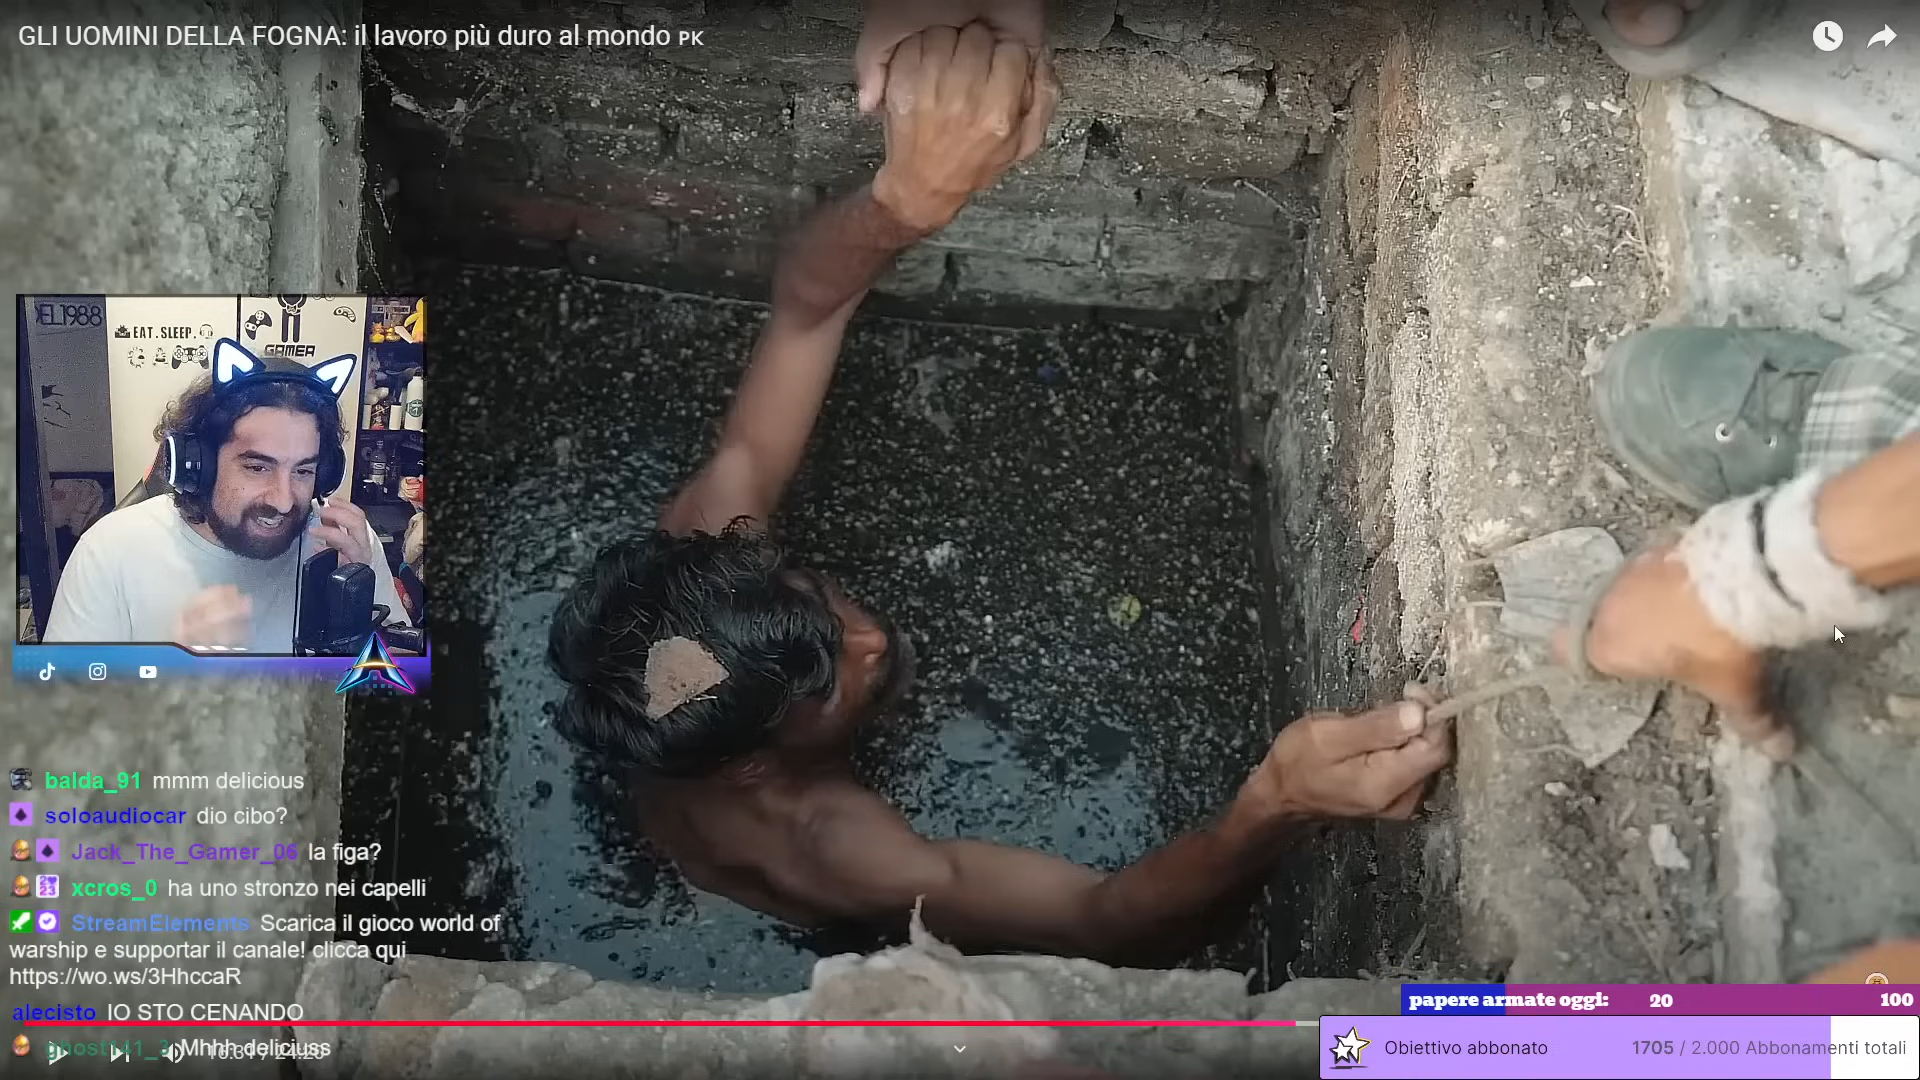 GLI UOMINI DELLA FOGNA: il lavoro più duro al mondo PK
EL1988
EAT.SLEEP.
GAMER
balda_91 mmm delicious
soloaudiocar dio cibo?
Jack_The_Gamer_06 la figa?
xcros_0 ha uno stronzo nei capelli
StreamElements Scarica il gioco world of
warship e supportar il canale! clicca qui
https://wo.ws/3HhccaR
alecisto IO STO CENANDO
Mhhh deliciuss
papere armate oggi: 20 100
Obiettivo abbonato 1705 / 2.000 Abbonamenti totali